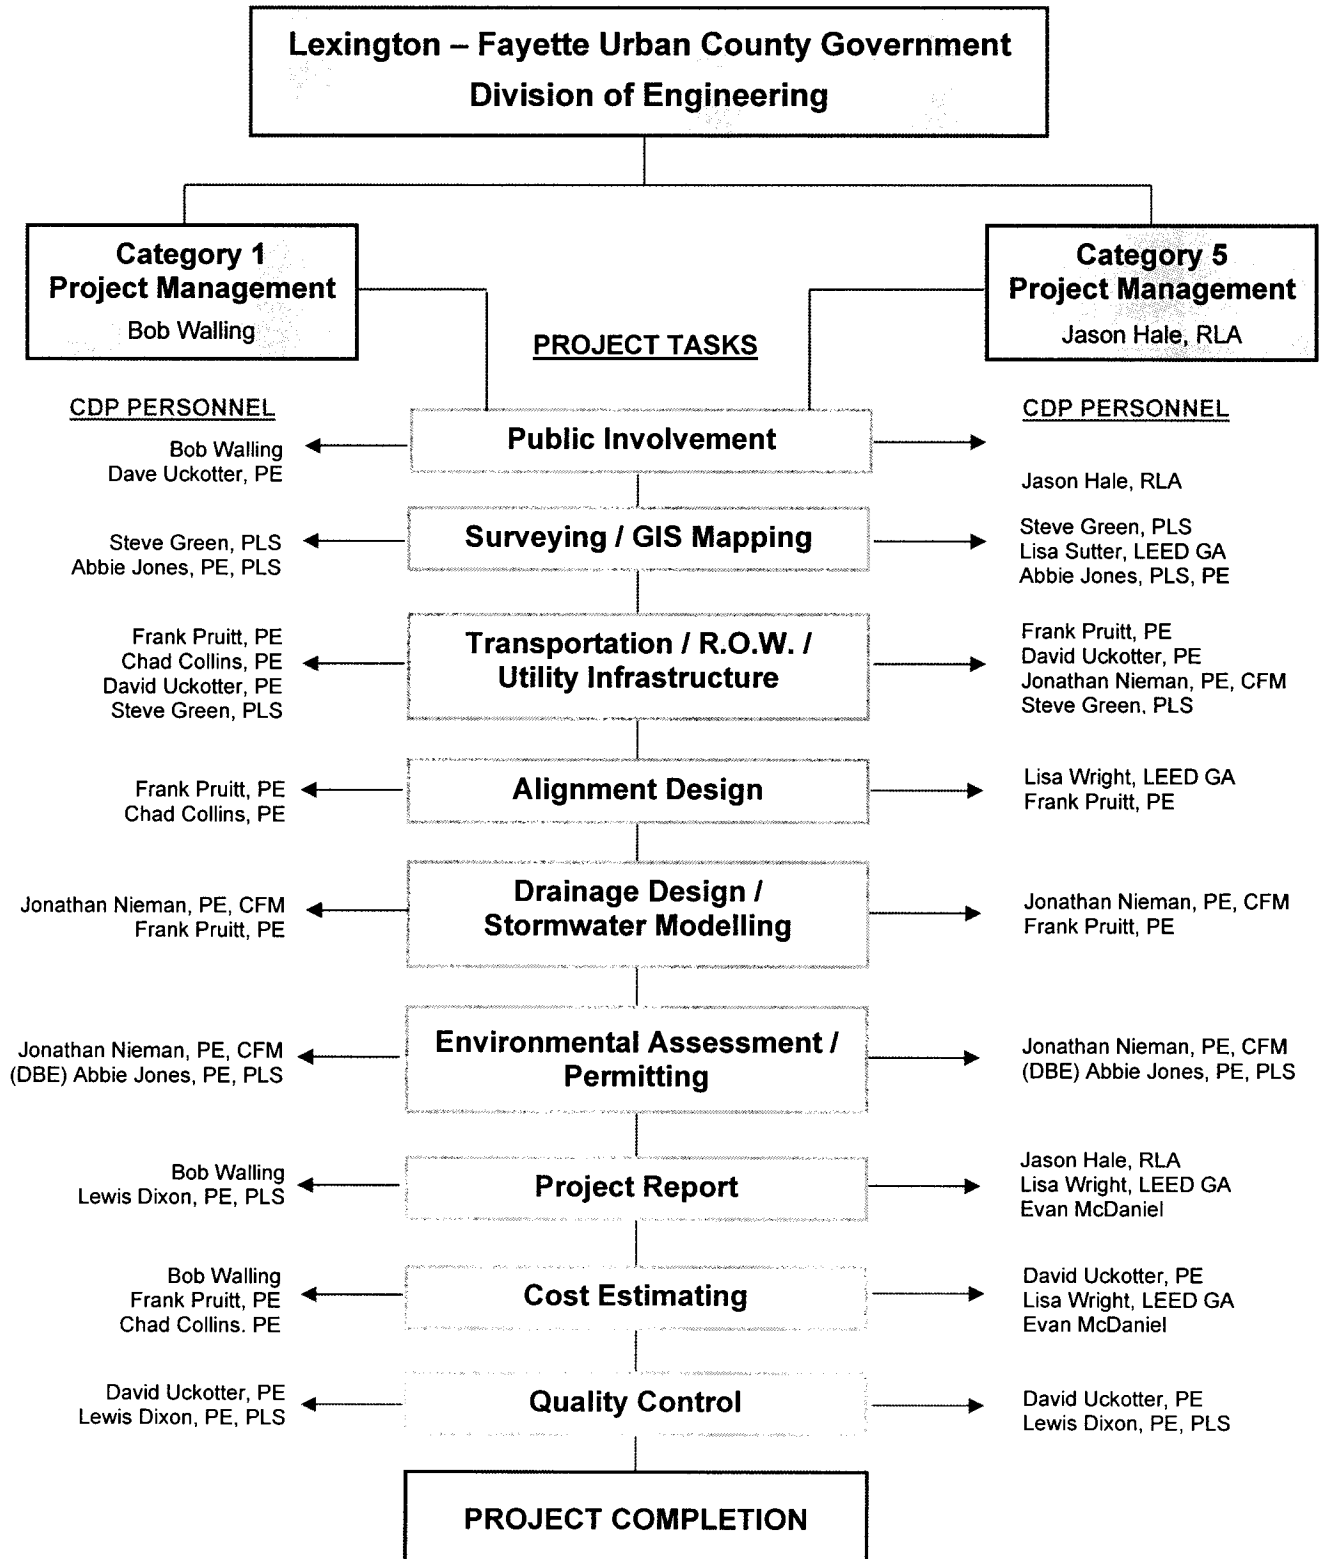 Lexington – Fayette Urban County Government
Division of Engineering
Category 1
Project Management
Bob Walling
Category 5
Project Management
Jason Hale, RLA
PROJECT TASKS
CDP PERSONNEL
CDP PERSONNEL
Bob Walling
Dave Uckotter, PE
Public Involvement
Jason Hale, RLA
Steve Green, PLS
Abbie Jones, PE, PLS
Surveying / GIS Mapping
Steve Green, PLS
Lisa Sutter, LEED GA
Abbie Jones, PLS, PE
Frank Pruitt, PE
Chad Collins, PE
David Uckotter, PE
Steve Green, PLS
Transportation / R.O.W. /
Utility Infrastructure
Frank Pruitt, PE
David Uckotter, PE
Jonathan Nieman, PE, CFM
Steve Green, PLS
Frank Pruitt, PE
Chad Collins, PE
Alignment Design
Lisa Wright, LEED GA
Frank Pruitt, PE
Jonathan Nieman, PE, CFM
Frank Pruitt, PE
Drainage Design /
Stormwater Modelling
Jonathan Nieman, PE, CFM
Frank Pruitt, PE
Jonathan Nieman, PE, CFM
(DBE) Abbie Jones, PE, PLS
Environmental Assessment /
Permitting
Jonathan Nieman, PE, CFM
(DBE) Abbie Jones, PE, PLS
Bob Walling
Lewis Dixon, PE, PLS
Project Report
Jason Hale, RLA
Lisa Wright, LEED GA
Evan McDaniel
Bob Walling
Frank Pruitt, PE
Chad Collins. PE
Cost Estimating
David Uckotter, PE
Lisa Wright, LEED GA
Evan McDaniel
David Uckotter, PE
Lewis Dixon, PE, PLS
Quality Control
David Uckotter, PE
Lewis Dixon, PE, PLS
PROJECT COMPLETION